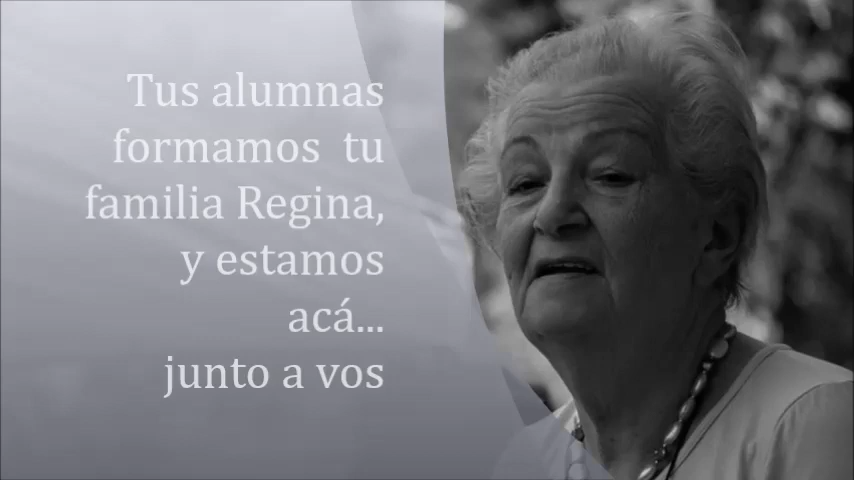 Tus alumnas
formamos tu
familia Regina,
y estamos
acá...
junto a vos